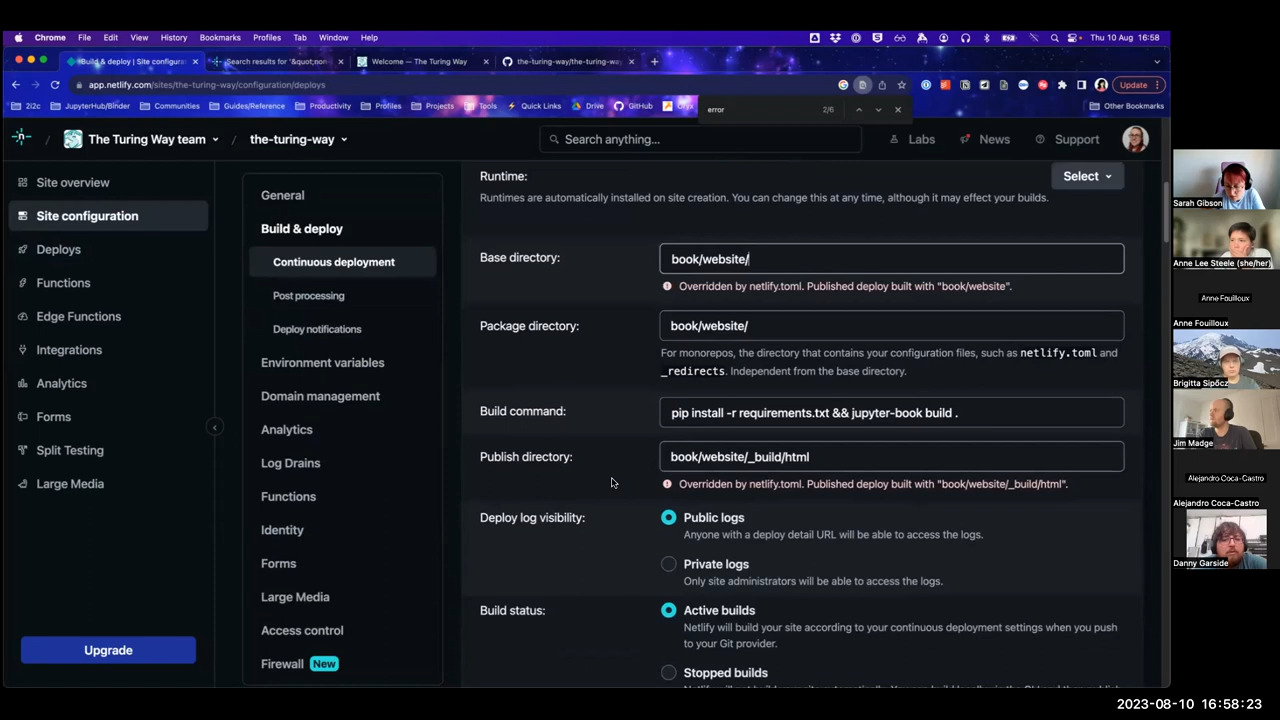 Chrome File Edit View History Bookmarks Profiles Tab Window Help Thu 10 Aug 16:58
Build & deploy | Site configura Search results for '&quot;non- Welcome — The Turing Way the-turing-way/the-turing-wa
app.netlify.com/sites/the-turing-way/configuration/deploys Update
2i2c JupyterHub/Binder Communities Guides/Reference Productivity Profiles Projects Tools Quick Links Drive GitHub Other Bookmarks
error 2/6
/ The Turing Way team / the-turing-way Search anything... Labs News Support
Site overview
Site configuration
Deploys
Functions
Edge Functions
Integrations
Analytics
Forms
Split Testing
Large Media
Upgrade
General
Build & deploy
Continuous deployment
Post processing
Deploy notifications
Environment variables
Domain management
Analytics
Log Drains
Functions
Identity
Forms
Large Media
Access control
Firewall New
Runtime: Select
Runtimes are automatically installed on site creation. You can change this at any time, although it may effect your builds.
Base directory: book/website/
Overridden by netlify.toml. Published deploy built with "book/website".
Package directory: book/website/
For monorepos, the directory that contains your configuration files, such as netlify.toml and
_redirects. Independent from the base directory.
Build command: pip install -r requirements.txt && jupyter-book build .
Publish directory: book/website/_build/html
Overridden by netlify.toml. Published deploy built with "book/website/_build/html".
Deploy log visibility: Public logs
Anyone with a deploy detail URL will be able to access the logs.
Private logs
Only site administrators will be able to access the logs.
Build status: Active builds
Netlify will build your site according to your continuous deployment settings when you push
to your Git provider.
Stopped builds
Sarah Gibson
Anne Lee Steele (she/her)
Anne Fouilloux
Anne Fouilloux
Brigitta Sipőcz
Jim Madge
Alejandro Coca-Castro
Alejandro Coca-Castro
Danny Garside
2023-08-10 16:58:23